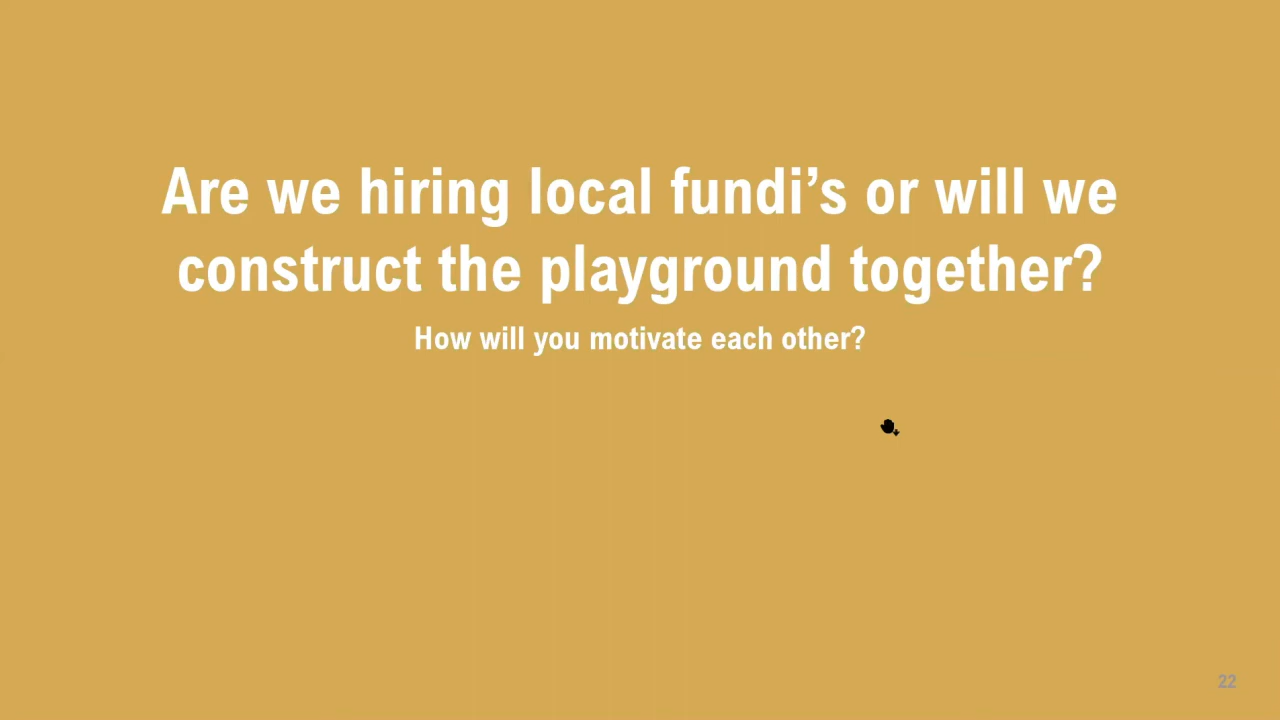 Are we hiring local fundi’s or will we
construct the playground together?
How will you motivate each other?
22